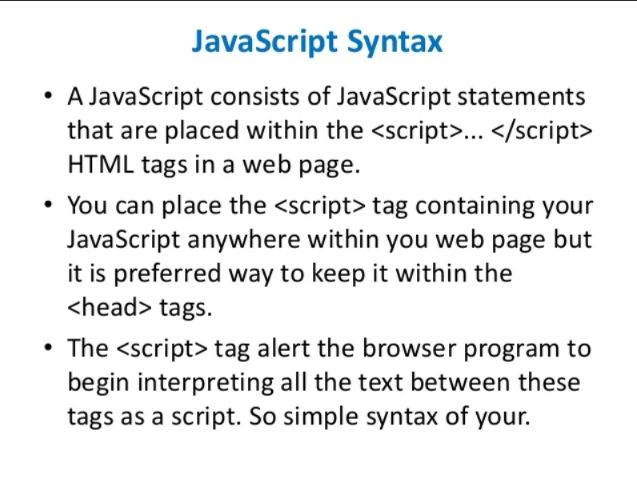 JavaScript Syntax
• A JavaScript consists of JavaScript statements
that are placed within the <script>... </script>
HTML tags in a web page.
• You can place the <script> tag containing your
JavaScript anywhere within you web page but
it is preferred way to keep it within the
<head> tags.
• The <script> tag alert the browser program to
begin interpreting all the text between these
tags as a script. So simple syntax of your.